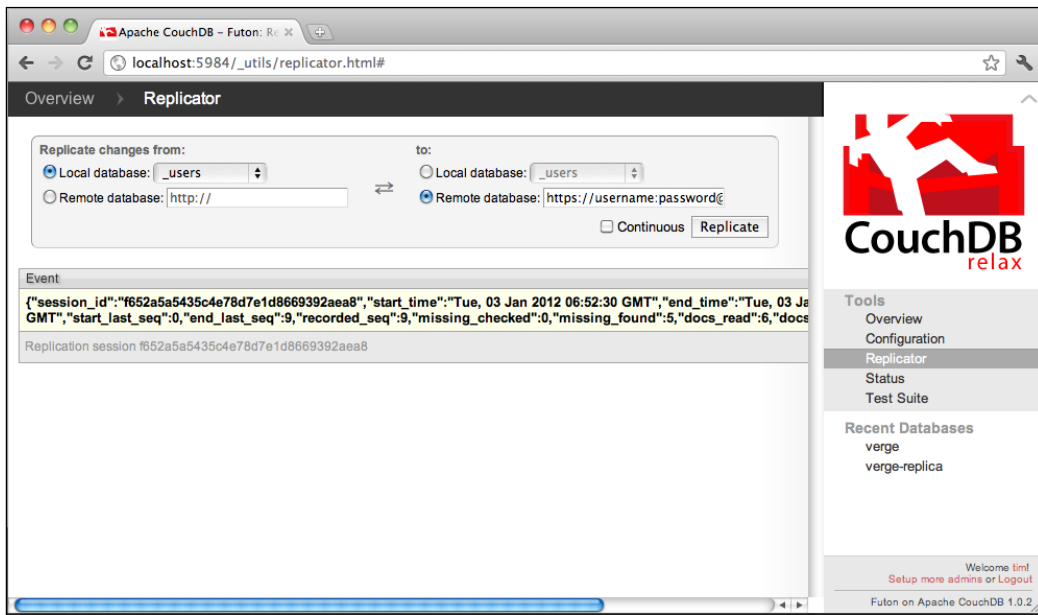 Apache CouchDB – Futon: Re
localhost:5984/_utils/replicator.html#
Overview
Replicator
Replicate changes from:
Local database: _users
Remote database: http://
to:
Local database: _users
Remote database: https://username:password@
Continuous Replicate
Event
{"session_id":"f652a5a5435c4e78d7e1d8669392aea8","start_time":"Tue, 03 Jan 2012 06:52:30 GMT","end_time":"Tue, 03 Ja
GMT","start_last_seq":0,"end_last_seq":9,"recorded_seq":9,"missing_checked":0,"missing_found":5,"docs_read":6,"docs
Replication session f652a5a5435c4e78d7e1d8669392aea8
CouchDB
relax
Tools
Overview
Configuration
Replicator
Status
Test Suite
Recent Databases
verge
verge-replica
Welcome tim!
Setup more admins or Logout
Futon on Apache CouchDB 1.0.2